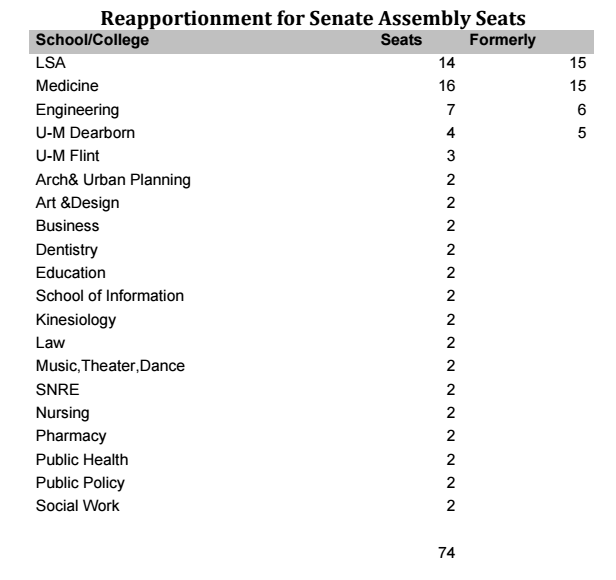 Reapportionment for Senate Assembly Seats
School/College Seats Formerly
LSA 14 15
Medicine 16 15
Engineering 7 6
U-M Dearborn 4 5
U-M Flint 3
Arch& Urban Planning 2
Art &Design 2
Business 2
Dentistry 2
Education 2
School of Information 2
Kinesiology 2
Law 2
Music,Theater,Dance 2
SNRE 2
Nursing 2
Pharmacy 2
Public Health 2
Public Policy 2
Social Work 2
74